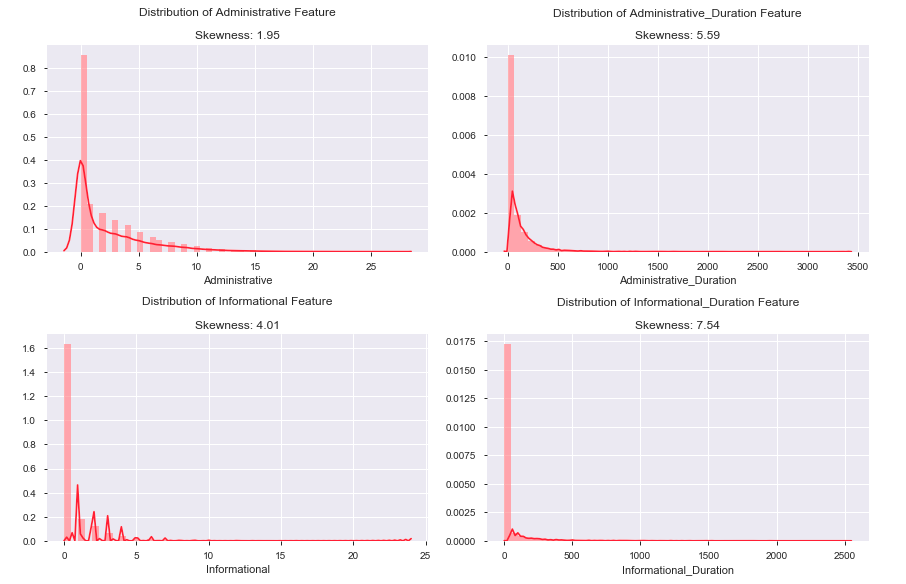 Distribution of Administrative Feature
Skewness: 1.95
0.8
0.7
0.6
0.5
0.4
0.3
0.2
0.1
0.0
0 5 10 15 20 25
Administrative
Distribution of Administrative_Duration Feature
Skewness: 5.59
0.010
0.008
0.006
0.004
0.002
0.000
0 500 1000 1500 2000 2500 3000 3500
Administrative_Duration
Distribution of Informational Feature
Skewness: 4.01
1.6
1.4
1.2
1.0
0.8
0.6
0.4
0.2
0.0
0 5 10 15 20 25
Informational
Distribution of Informational_Duration Feature
Skewness: 7.54
0.0175
0.0150
0.0125
0.0100
0.0075
0.0050
0.0025
0.0000
0 500 1000 1500 2000 2500
Informational_Duration